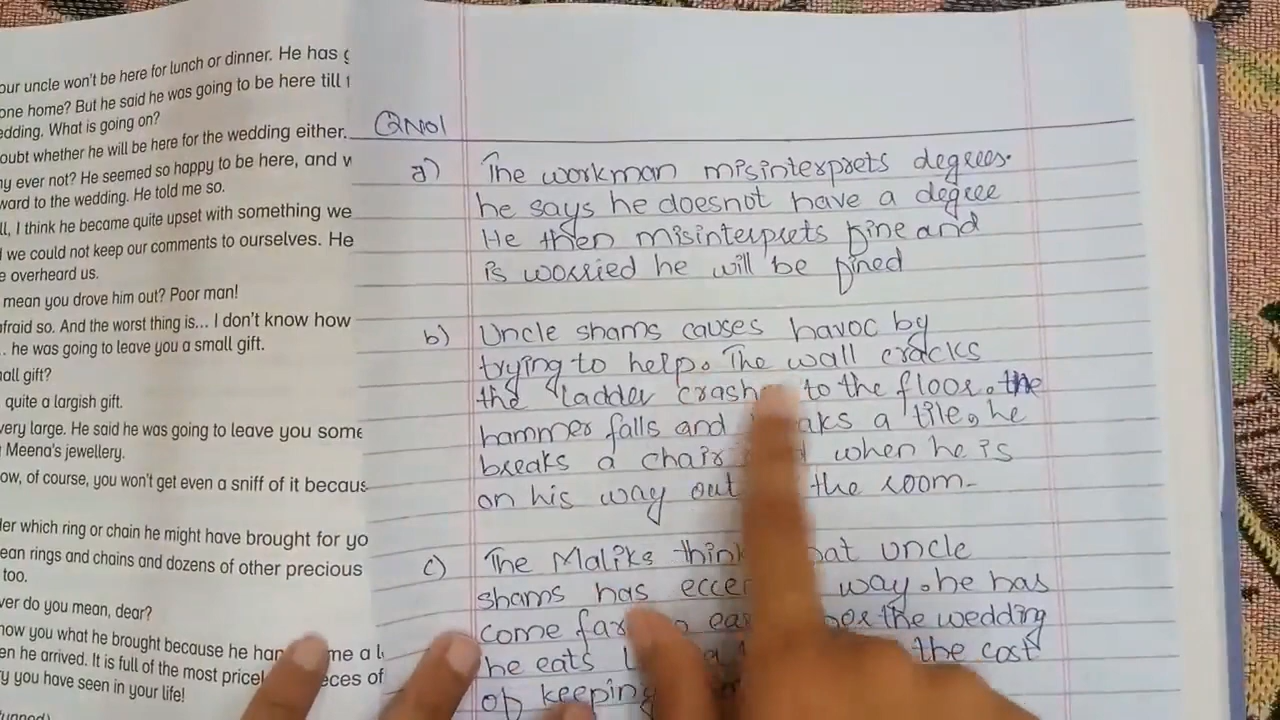 our uncle won't be here for lunch or dinner. He has
one home? But he said he was going to be here till
edding. What is going on?
oubt whether he will be here for the wedding either.
y ever not? He seemed so happy to be here, and
ward to the wedding. He told me so.
ll, I think he became quite upset with something we
we could not keep our comments to ourselves. He
e overheard us.
mean you drove him out? Poor man!
afraid so. And the worst thing is... I don't know how
.. he was going to leave you a small gift.
all gift?
quite a largish gift.
very large. He said he was going to leave you some
Meena's jewellery.
ow, of course, you won't get even a sniff of it becaus
der which ring or chain he might have brought for yo
ean rings and chains and dozens of other precious
too.
ver do you mean, dear?
now you what he brought because he han me a
en he arrived. It is full of the most pricel eces of
y you have seen in your life!
QNo1
a) The workman misinterprets degrees.
he says he doesnot have a degree
He then misinterprets fine and
is worried he will be fined
b) Uncle shams causes havoc by
trying to help. The wall cracks
the ladder crash to the floor. the
hammer falls and aks a tile. he
breaks a chair when he is
on his way out the room.
c) The Maliks think at uncle
shams has eccen way. he has
come far the wedding
he eats the cost
of keeping